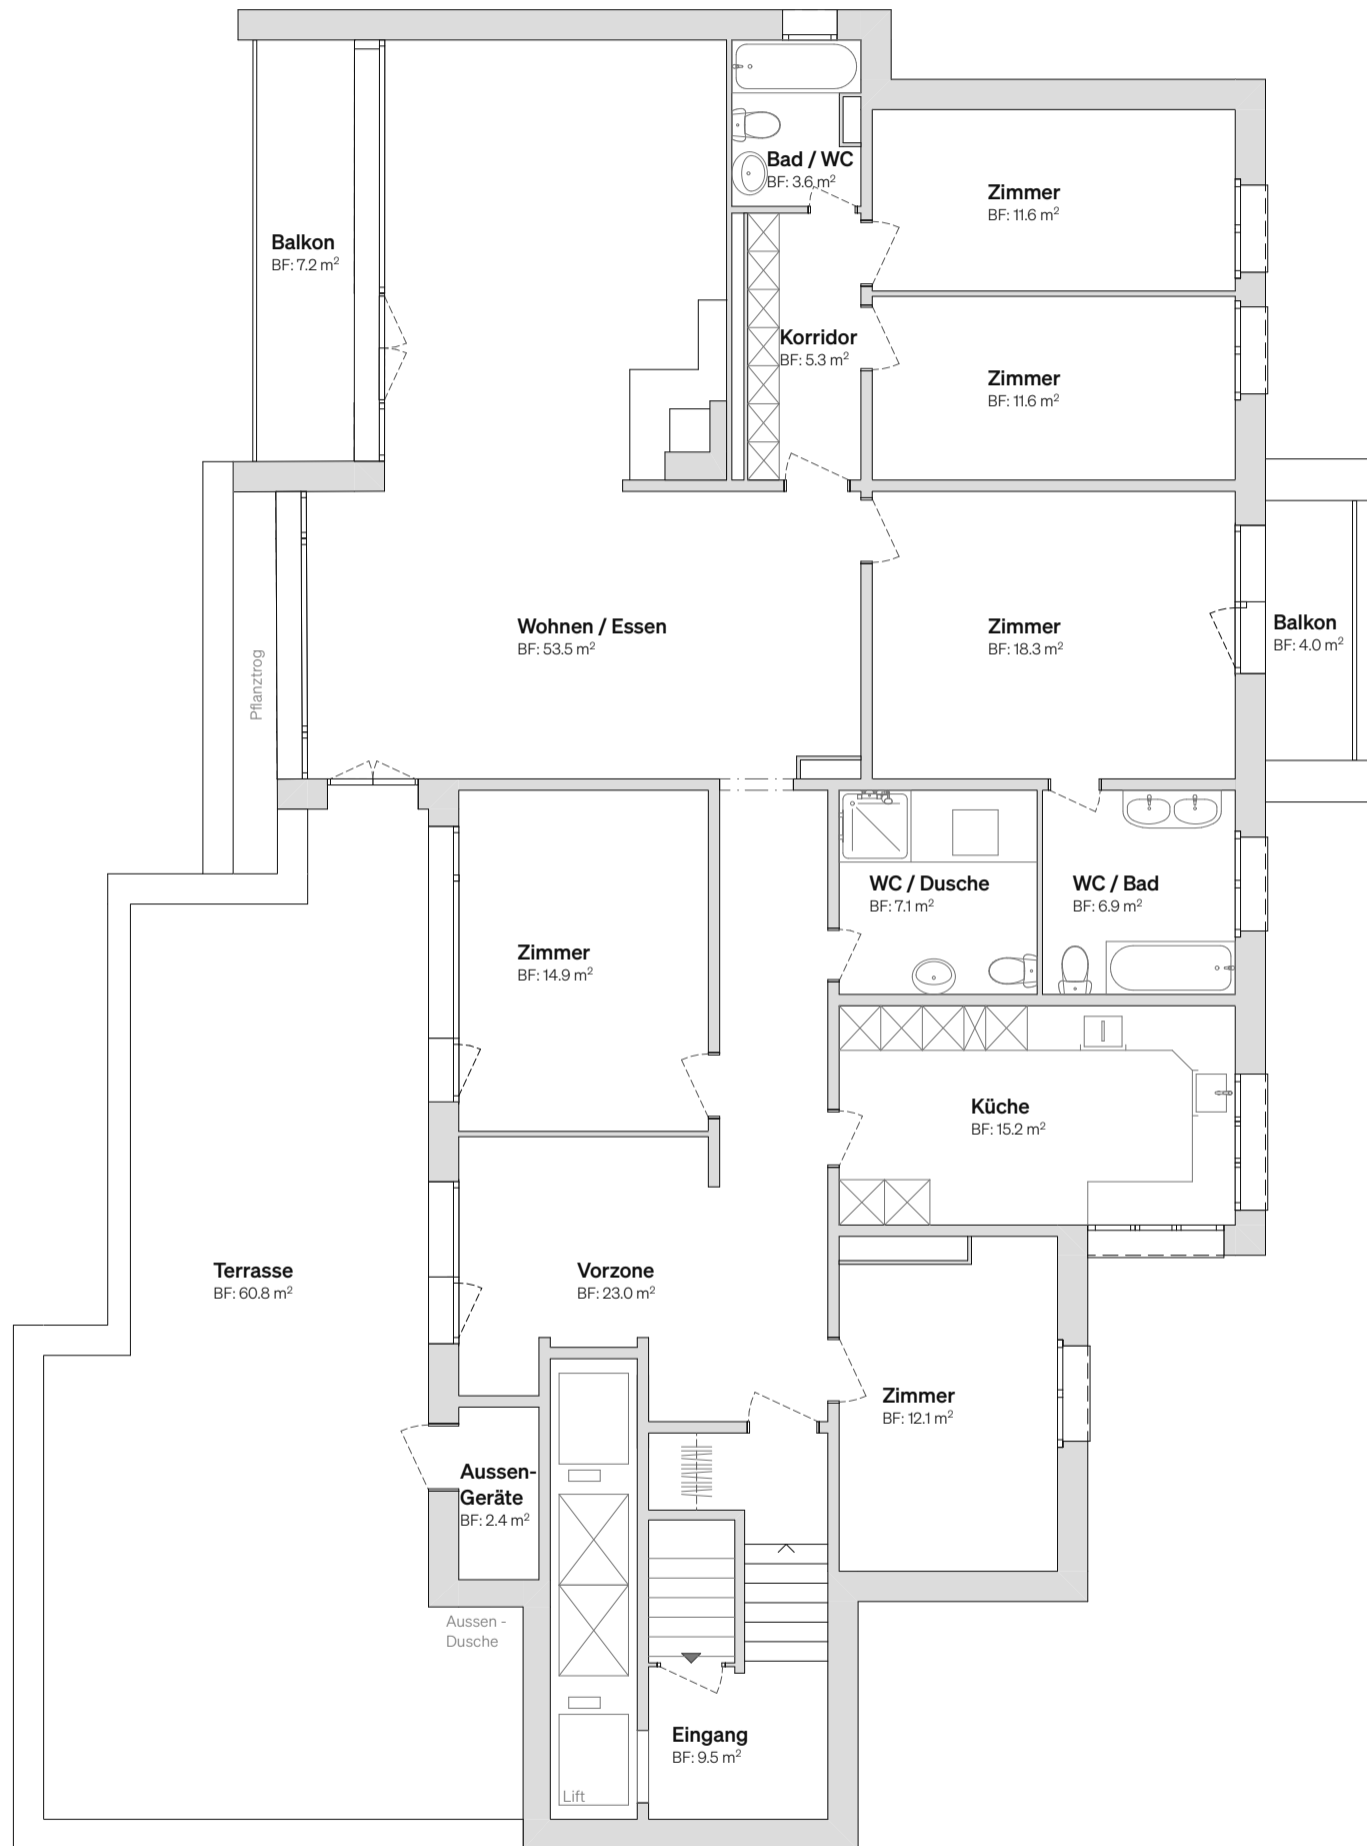 Bad / WC
BF: 3.6 m²
Zimmer
BF: 11.6 m²
Balkon
BF: 7.2 m²
Korridor
BF: 5.3 m²
Zimmer
BF: 11.6 m²
Wohnen / Essen
BF: 53.5 m²
Zimmer
BF: 18.3 m²
Balkon
BF: 4.0 m²
Pflanztrog
WC / Dusche
BF: 7.1 m²
WC / Bad
BF: 6.9 m²
Zimmer
BF: 14.9 m²
Küche
BF: 15.2 m²
Terrasse
BF: 60.8 m²
Vorzone
BF: 23.0 m²
Zimmer
BF: 12.1 m²
Aussen-
Geräte
BF: 2.4 m²
Aussen -
Dusche
Eingang
BF: 9.5 m²
Lift